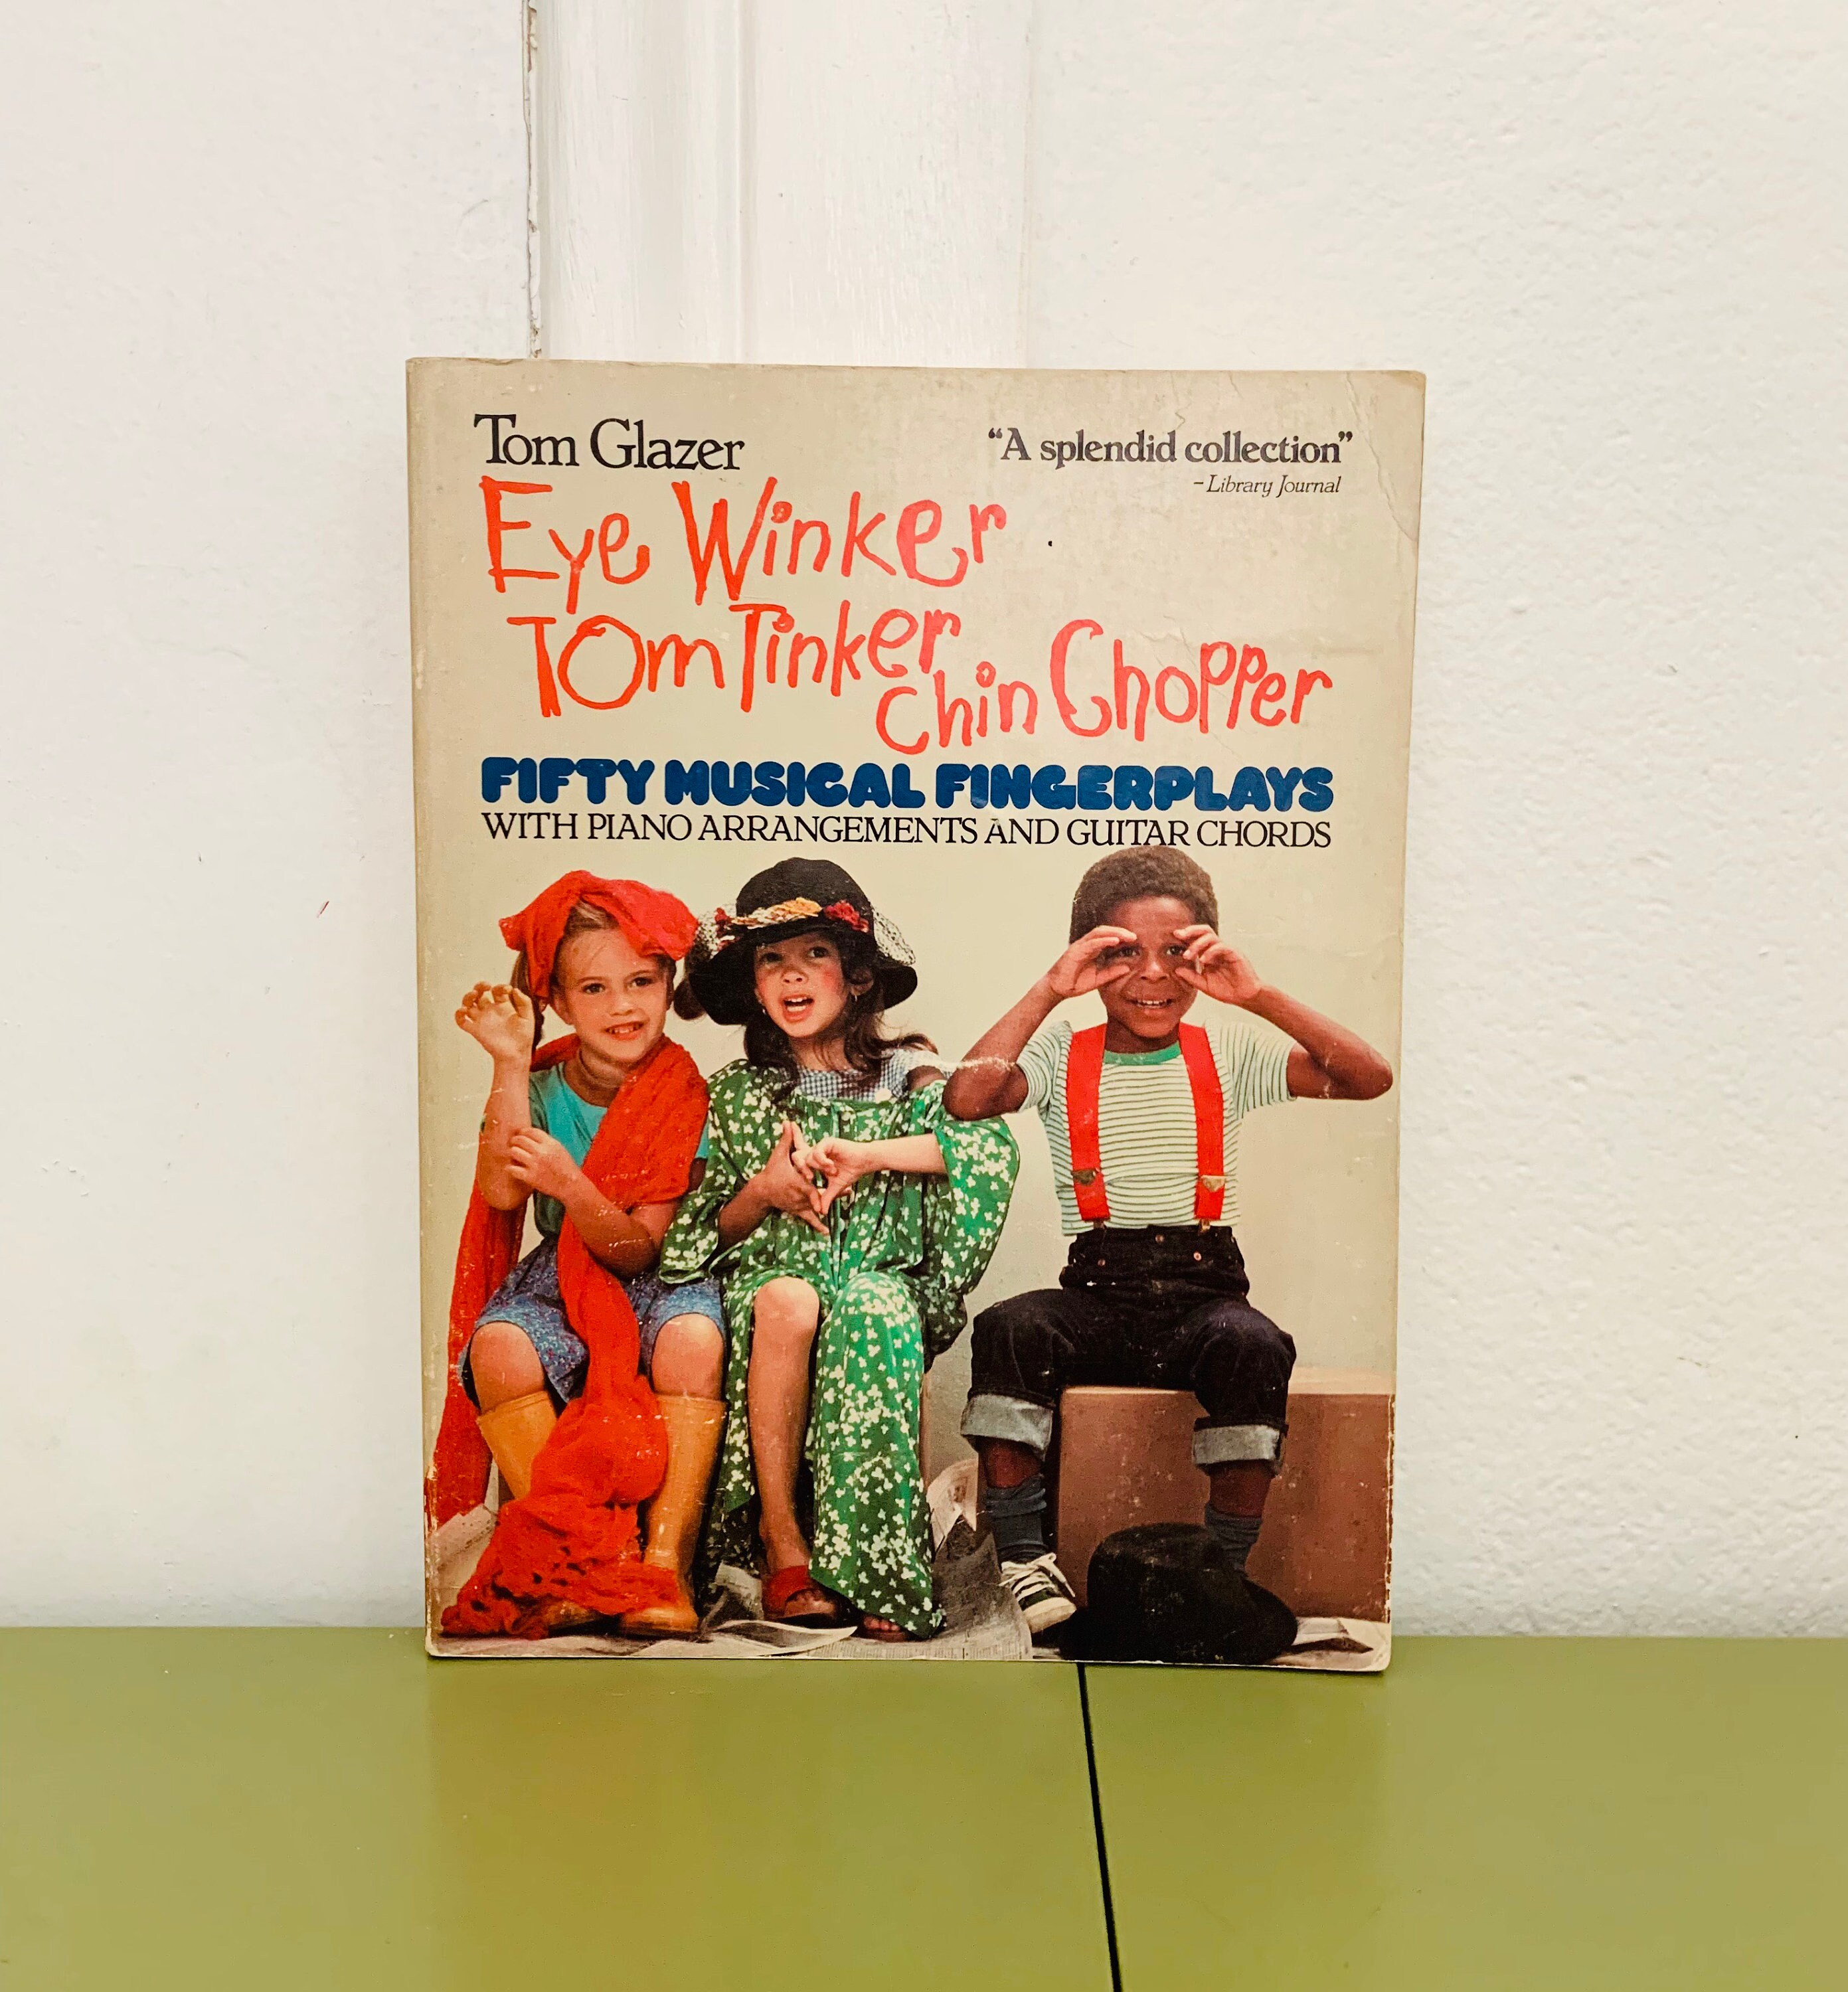 Tom Glazer
“A splendid collection”
–Library Journal
Eye Winker
Tom Tinker
Chin Chopper
FIFTY MUSICAL FINGERPLAYS
WITH PIANO ARRANGEMENTS AND GUITAR CHORDS